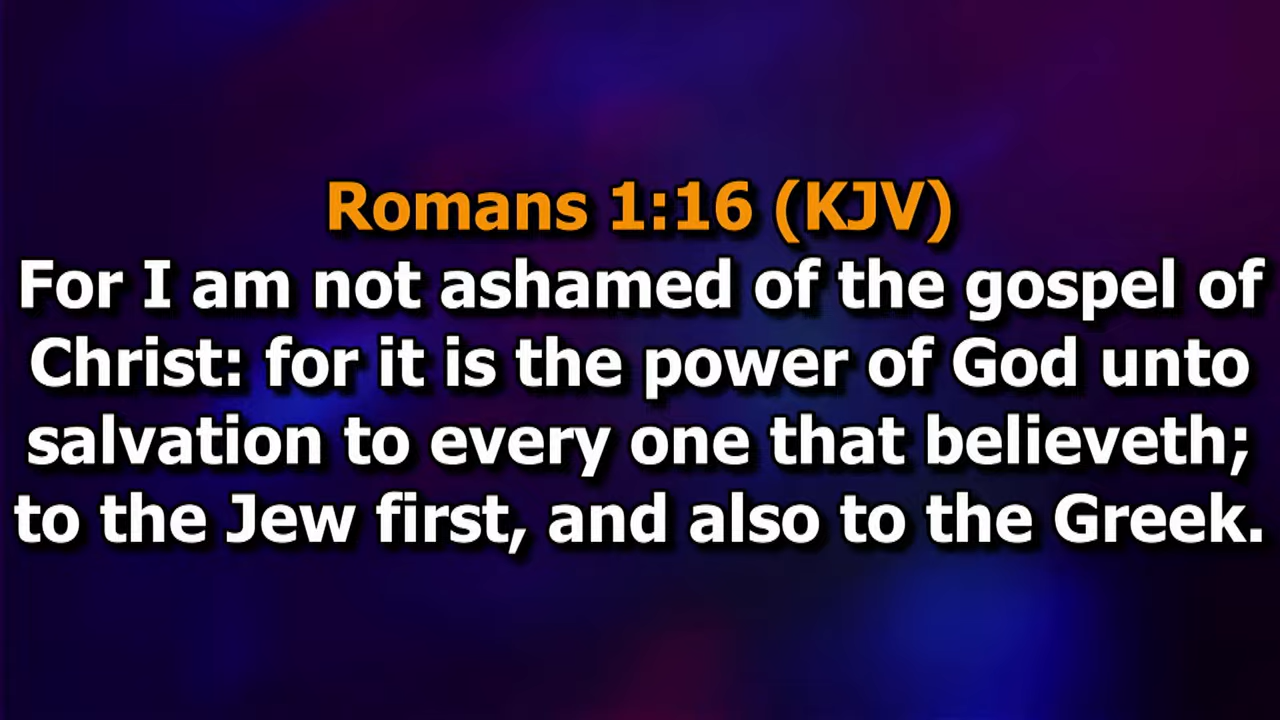 Romans 1:16 (KJV)
For I am not ashamed of the gospel of
Christ: for it is the power of God unto
salvation to every one that believeth;
to the Jew first, and also to the Greek.